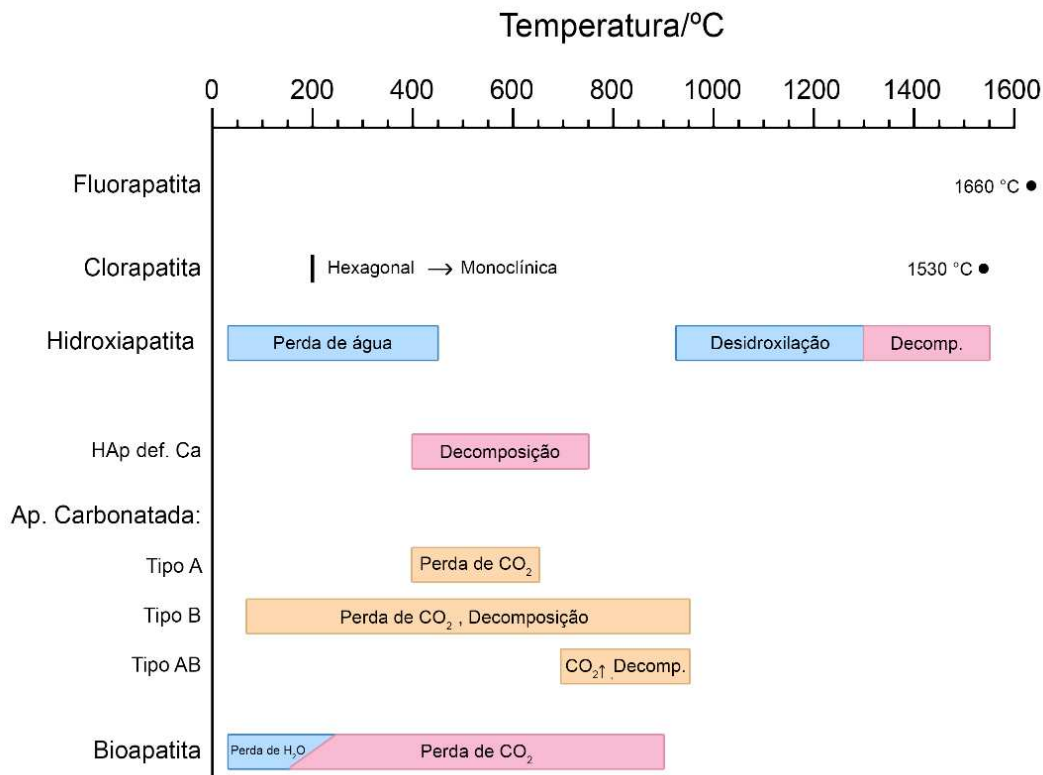 Temperatura/ºC
0 200 400 600 800 1000 1200 1400 1600
Fluorapatita 1660 °C
Clorapatita Hexagonal → Monoclínica 1530 °C
Hidroxiapatita Perda de água Desidroxilação Decomp.
HAp def. Ca Decomposição
Ap. Carbonatada:
Tipo A Perda de CO₂
Tipo B Perda de CO₂ , Decomposição
Tipo AB CO₂↑ Decomp.
Bioapatita Perda de H₂O Perda de CO₂